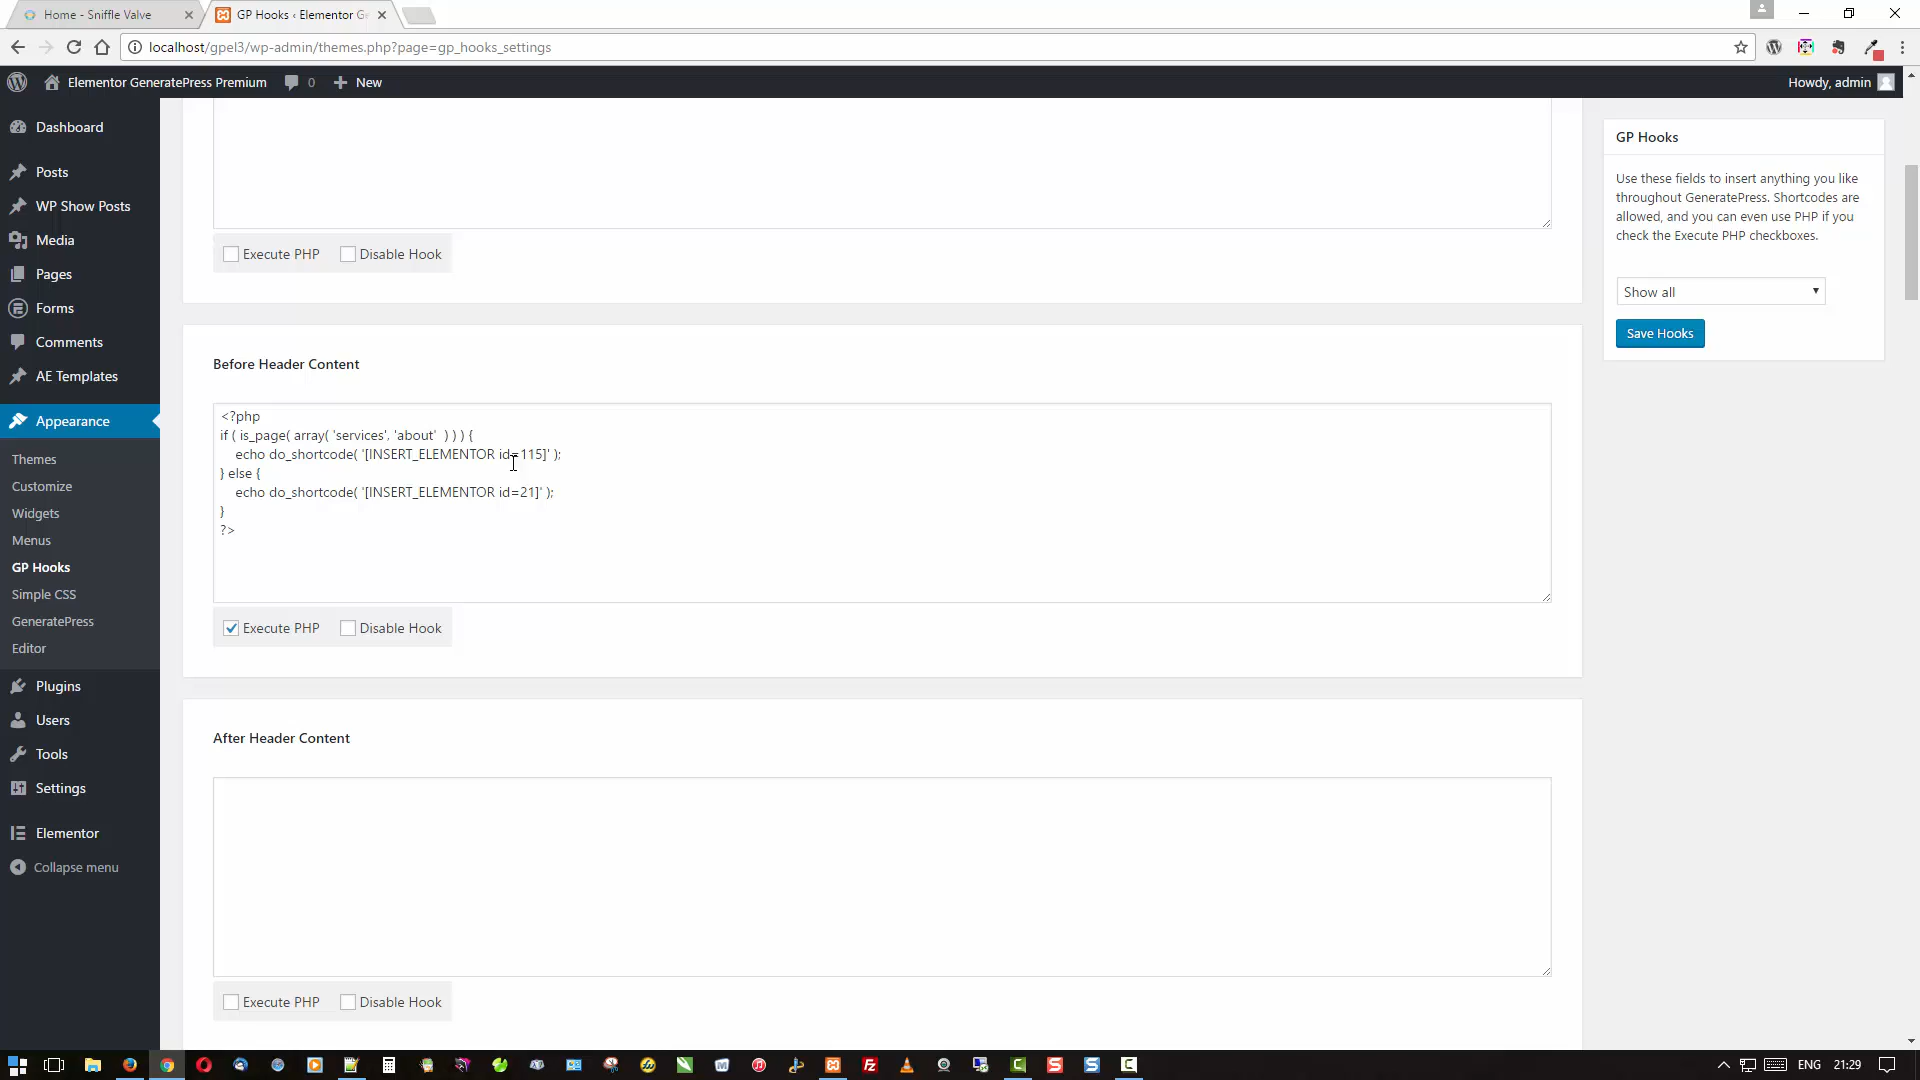 Home - Sniffle Valve
GP Hooks ‹ Elementor Ge
localhost/gpel3/wp-admin/themes.php?page=gp_hooks_settings
Elementor GeneratePress Premium
0
New
Howdy, admin
Dashboard
Posts
WP Show Posts
Media
Pages
Forms
Comments
AE Templates
Appearance
Themes
Customize
Widgets
Menus
GP Hooks
Simple CSS
GeneratePress
Editor
Plugins
Users
Tools
Settings
Elementor
Collapse menu
Execute PHP
Disable Hook
Before Header Content
<?php
if ( is_page( array( 'services', 'about'  ) ) ) {
    echo do_shortcode( '[INSERT_ELEMENTOR id=115]' );
} else {
    echo do_shortcode( '[INSERT_ELEMENTOR id=21]' );
}
?>
Execute PHP
Disable Hook
After Header Content
Execute PHP
Disable Hook
GP Hooks
Use these fields to insert anything you like
throughout GeneratePress. Shortcodes are
allowed, and you can even use PHP if you
check the Execute PHP checkboxes.
Show all
Save Hooks
ENG
21:29